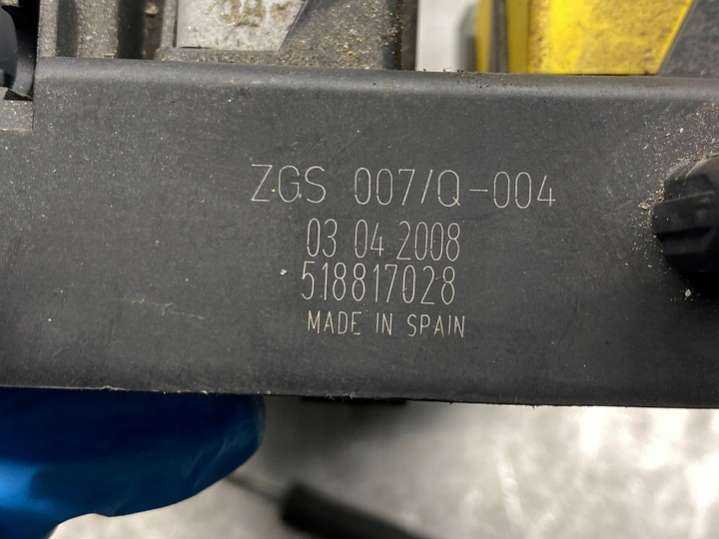 ZGS 007/Q-004
03 04 2008
518817028
MADE IN SPAIN